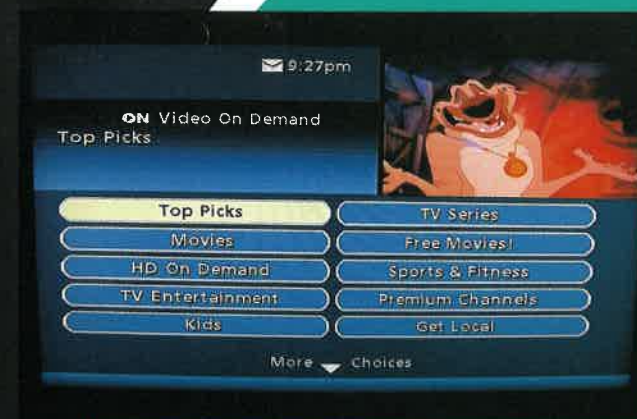 9:27pm
ON Video On Demand
Top Picks
Top Picks
TV Series
Movies
Free Movies!
HD On Demand
Sports & Fitness
TV Entertainment
Premium Channels
Kids
Get Local
More Choices